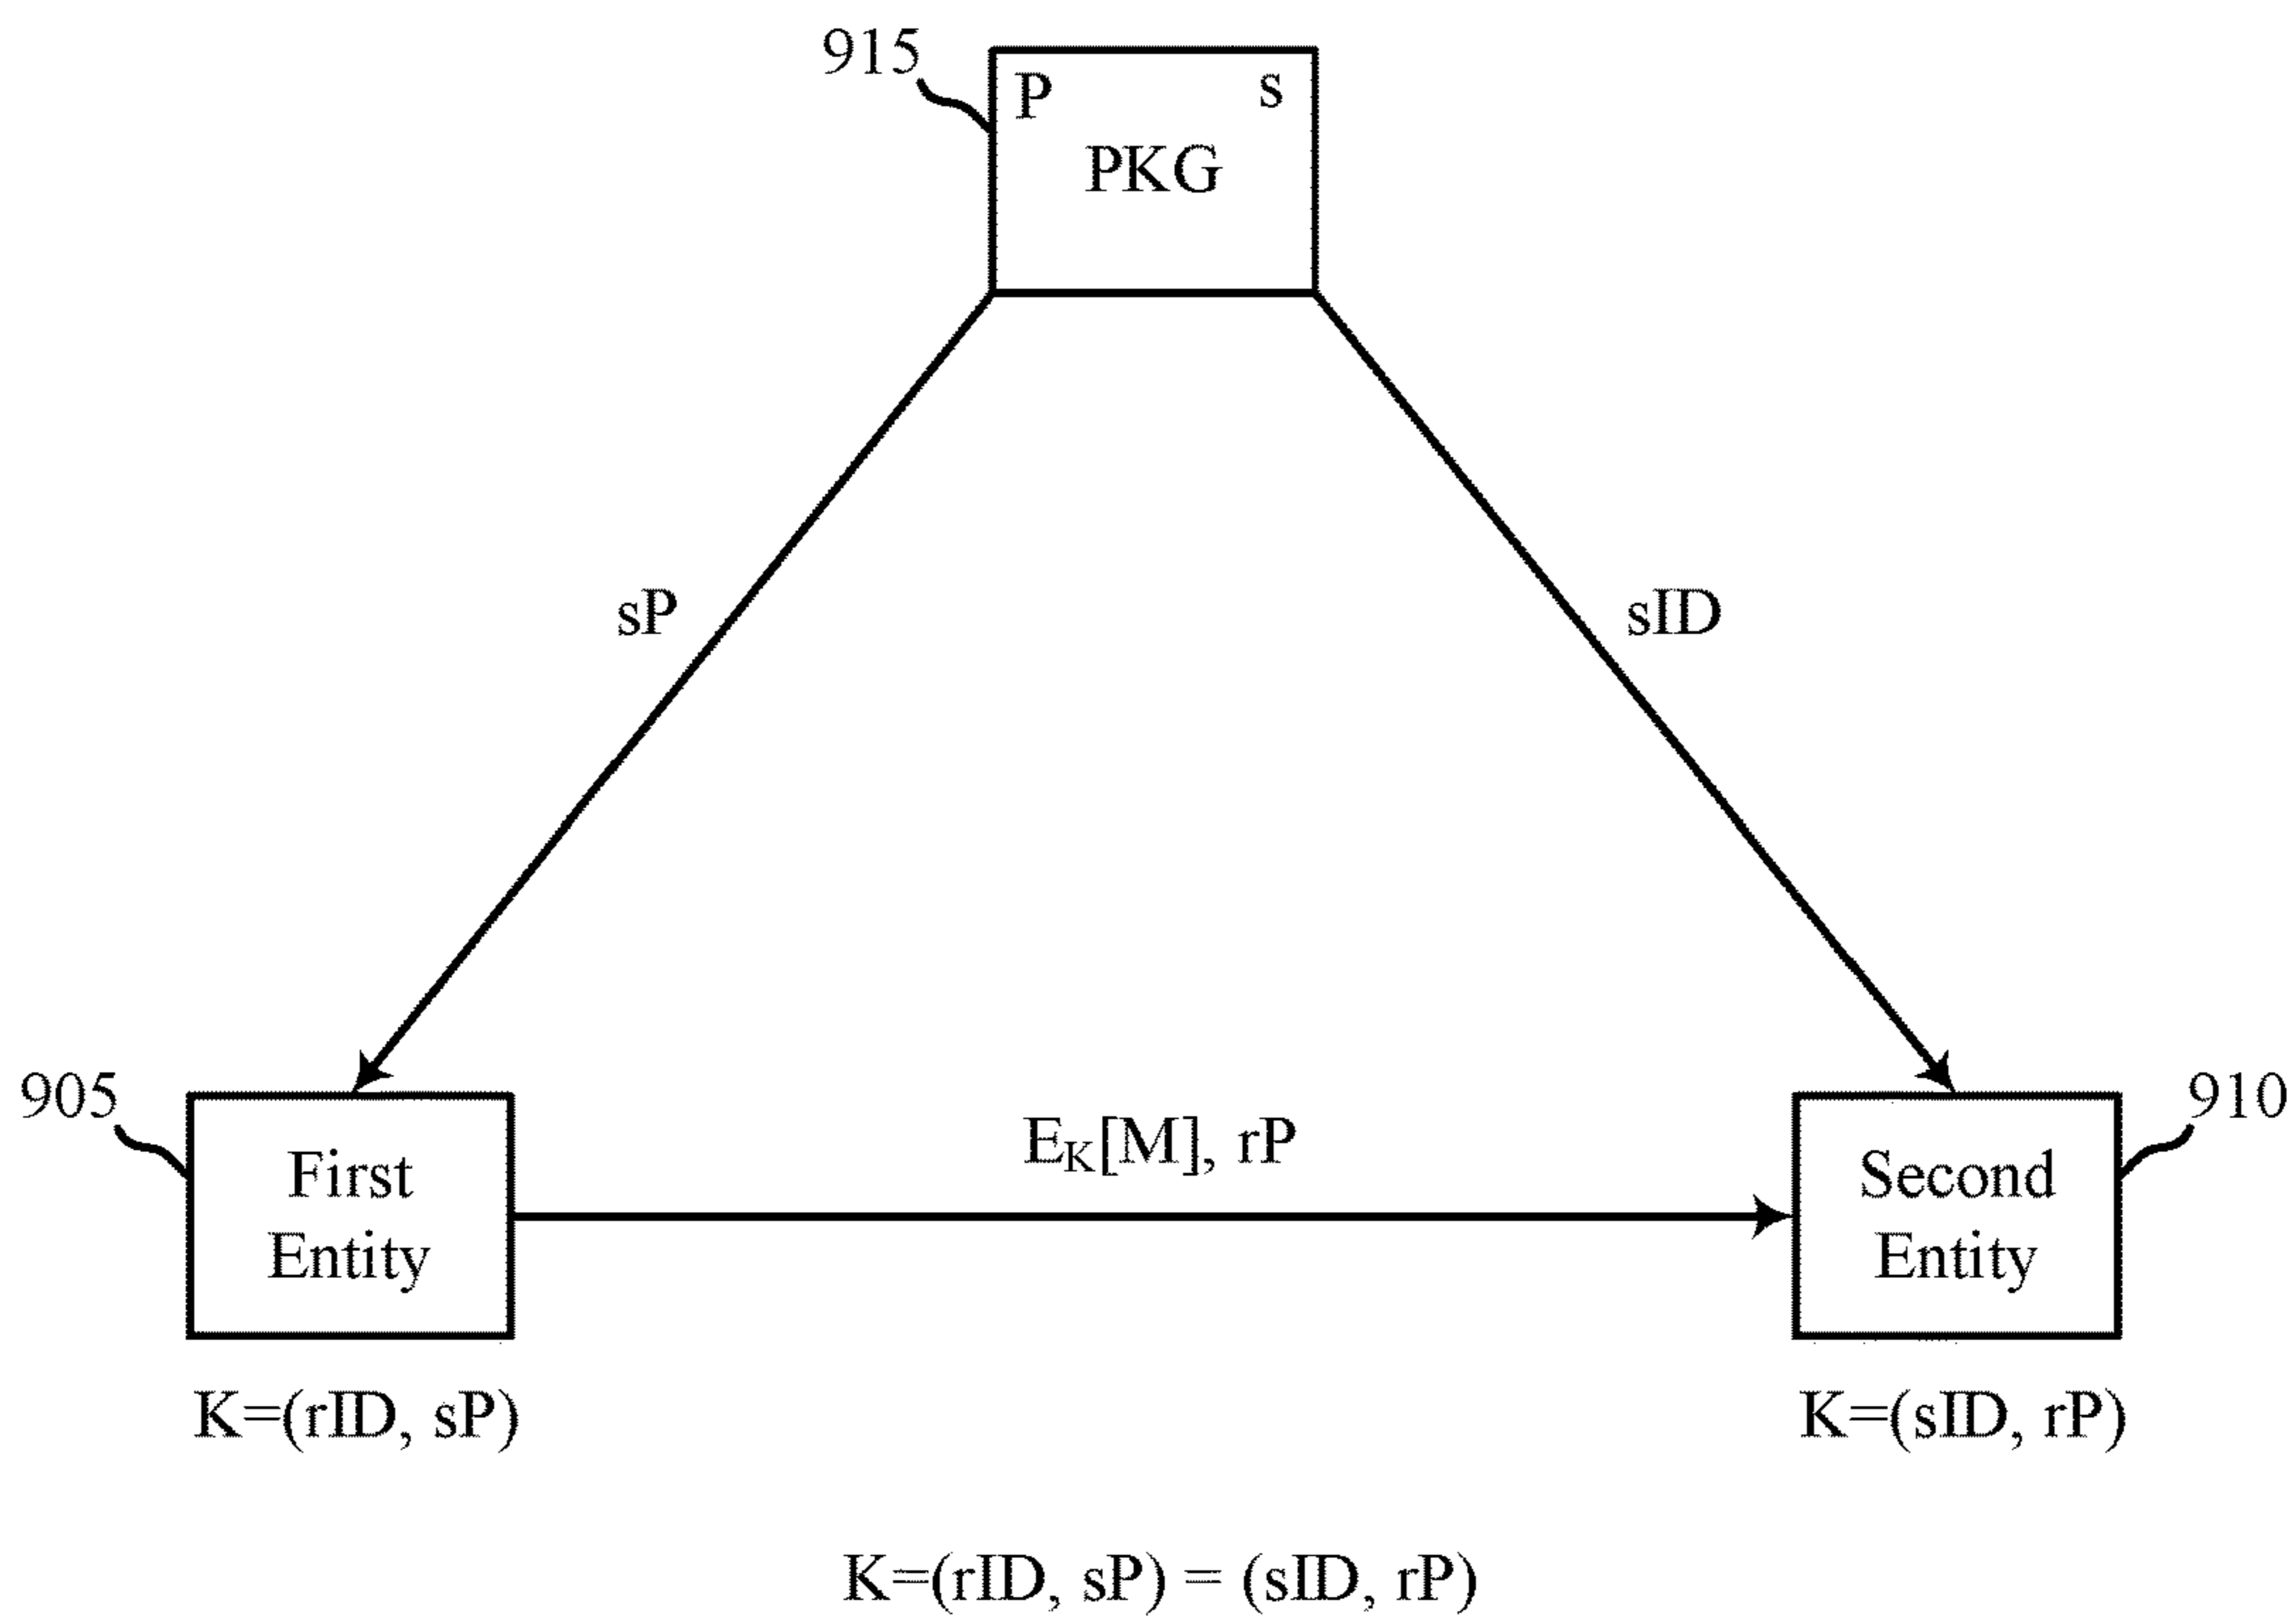 915
P s
PKG
sP
sID
905
First
Entity
E_K[M], rP
910
Second
Entity
K=(rID, sP)
K=(sID, rP)
K=(rID, sP) = (sID, rP)